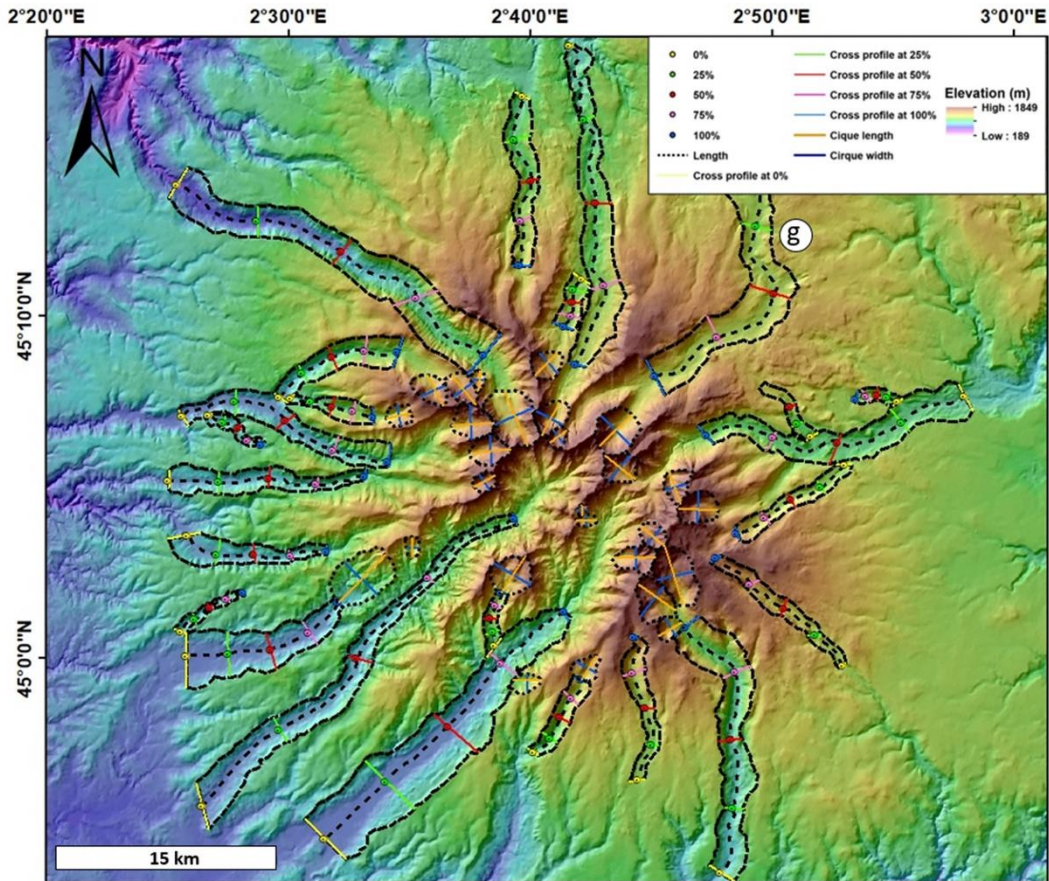 2°20'0"E 2°30'0"E 2°40'0"E 2°50'0"E 3°0'0"E
N
0% Cross profile at 25%
25% Cross profile at 50%
50% Cross profile at 75%
75% Cross profile at 100%
100% Cique length
Length Cirque width
Cross profile at 0%
Elevation (m)
High : 1849
Low : 189
g
45°10'0"N
45°0'0"N
15 km